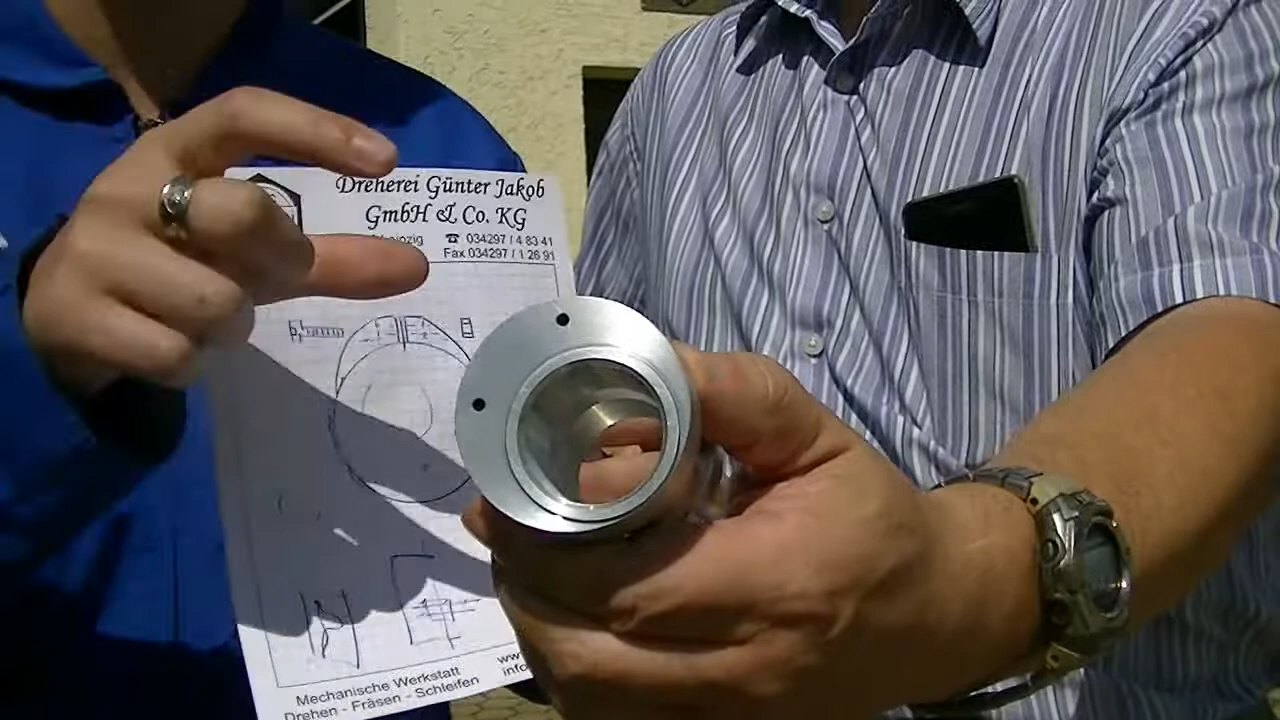 Dreherei Günter Jakob
GmbH & Co. KG
Leipzig ☎ 034297 / 4 83 41
Fax 034297 / 1 26 91
Mechanische Werkstatt
Drehen - Fräsen - Schleifen